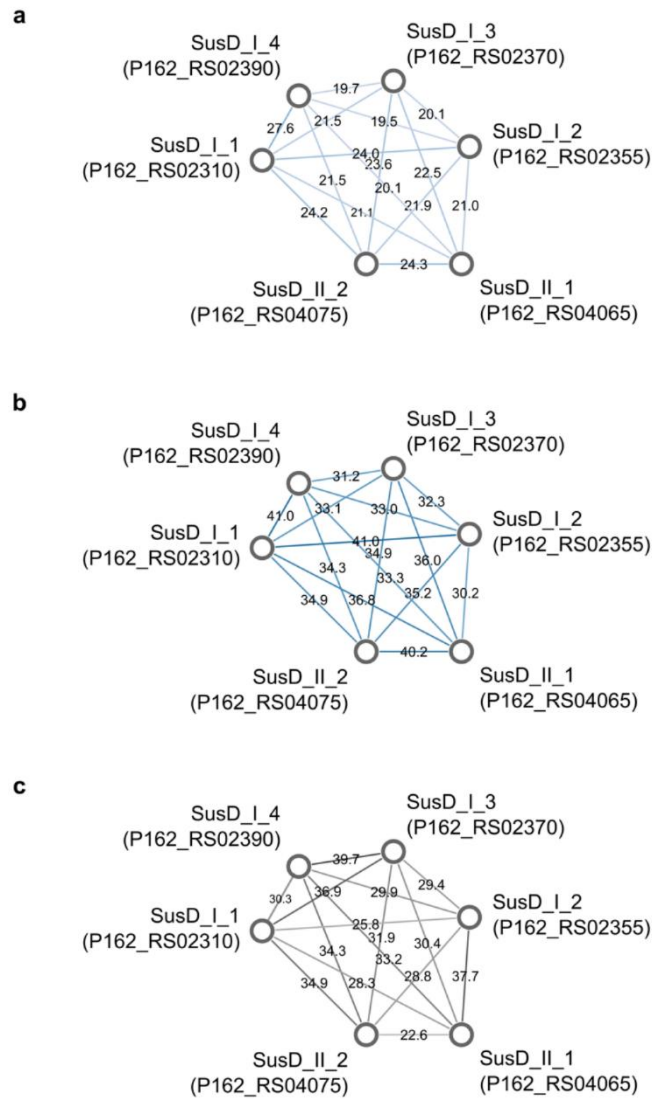 a
SusD_I_4
(P162_RS02390)
SusD_I_3
(P162_RS02370)
19.7
20.1
27.6
21.5
19.5
SusD_I_1
(P162_RS02310)
SusD_I_2
(P162_RS02355)
24.0
23.6
22.5
21.5
20.1
24.2
21.1
21.9
21.0
24.3
SusD_II_2
(P162_RS04075)
SusD_II_1
(P162_RS04065)
b
SusD_I_4
(P162_RS02390)
SusD_I_3
(P162_RS02370)
31.2
32.3
41.0
33.1
33.0
SusD_I_1
(P162_RS02310)
SusD_I_2
(P162_RS02355)
41.0
34.9
36.0
34.3
33.3
34.9
36.8
35.2
30.2
40.2
SusD_II_2
(P162_RS04075)
SusD_II_1
(P162_RS04065)
c
SusD_I_4
(P162_RS02390)
SusD_I_3
(P162_RS02370)
39.7
29.4
30.3
36.9
29.9
SusD_I_1
(P162_RS02310)
SusD_I_2
(P162_RS02355)
25.8
31.9
30.4
34.3
33.2
34.9
28.3
28.8
37.7
22.6
SusD_II_2
(P162_RS04075)
SusD_II_1
(P162_RS04065)